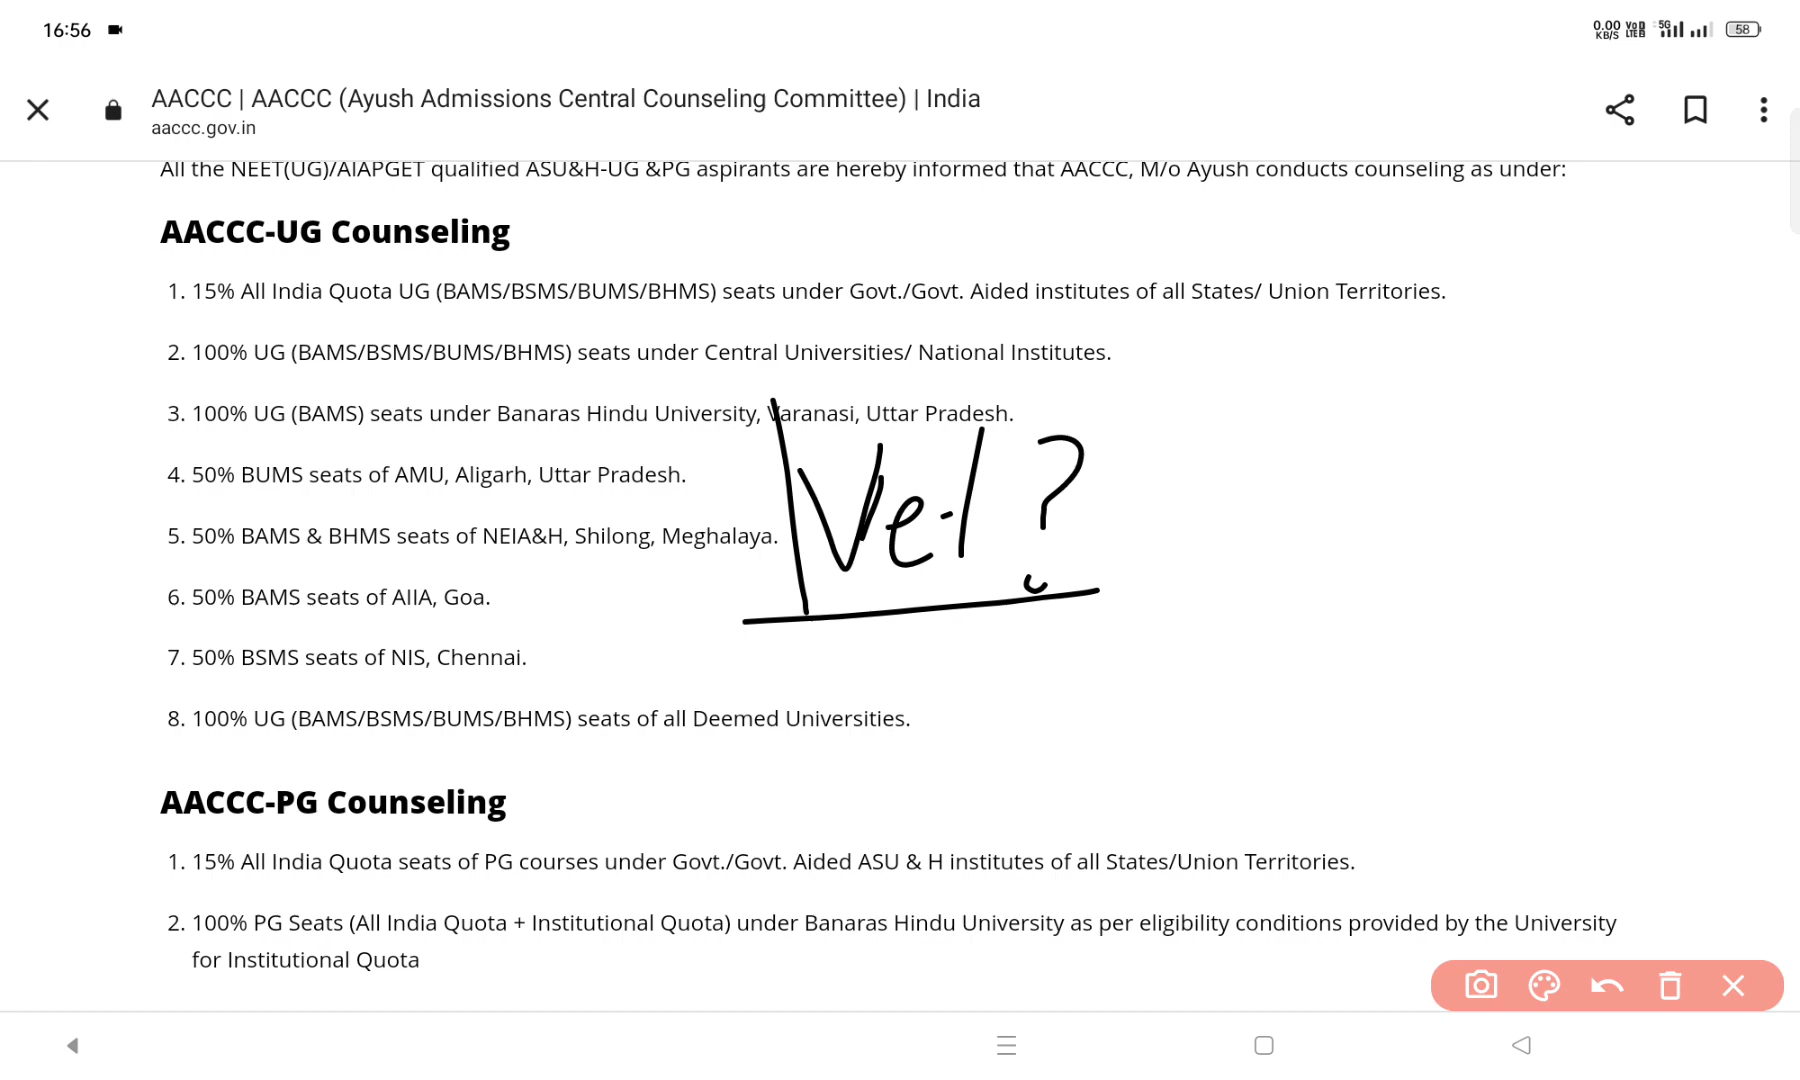 16:56
0.00 KB/S VoD LTE 2 5G 58
AACCC | AACCC (Ayush Admissions Central Counseling Committee) | India
aaccc.gov.in
All the NEET(UG)/AIAPGET qualified ASU&H-UG &PG aspirants are hereby informed that AACCC, M/o Ayush conducts counseling as under:
AACCC-UG Counseling
1. 15% All India Quota UG (BAMS/BSMS/BUMS/BHMS) seats under Govt./Govt. Aided institutes of all States/ Union Territories.
2. 100% UG (BAMS/BSMS/BUMS/BHMS) seats under Central Universities/ National Institutes.
3. 100% UG (BAMS) seats under Banaras Hindu University, Varanasi, Uttar Pradesh.
4. 50% BUMS seats of AMU, Aligarh, Uttar Pradesh.
5. 50% BAMS & BHMS seats of NEIA&H, Shilong, Meghalaya.
6. 50% BAMS seats of AIIA, Goa.
7. 50% BSMS seats of NIS, Chennai.
8. 100% UG (BAMS/BSMS/BUMS/BHMS) seats of all Deemed Universities.
AACCC-PG Counseling
1. 15% All India Quota seats of PG courses under Govt./Govt. Aided ASU & H institutes of all States/Union Territories.
2. 100% PG Seats (All India Quota + Institutional Quota) under Banaras Hindu University as per eligibility conditions provided by the University
for Institutional Quota